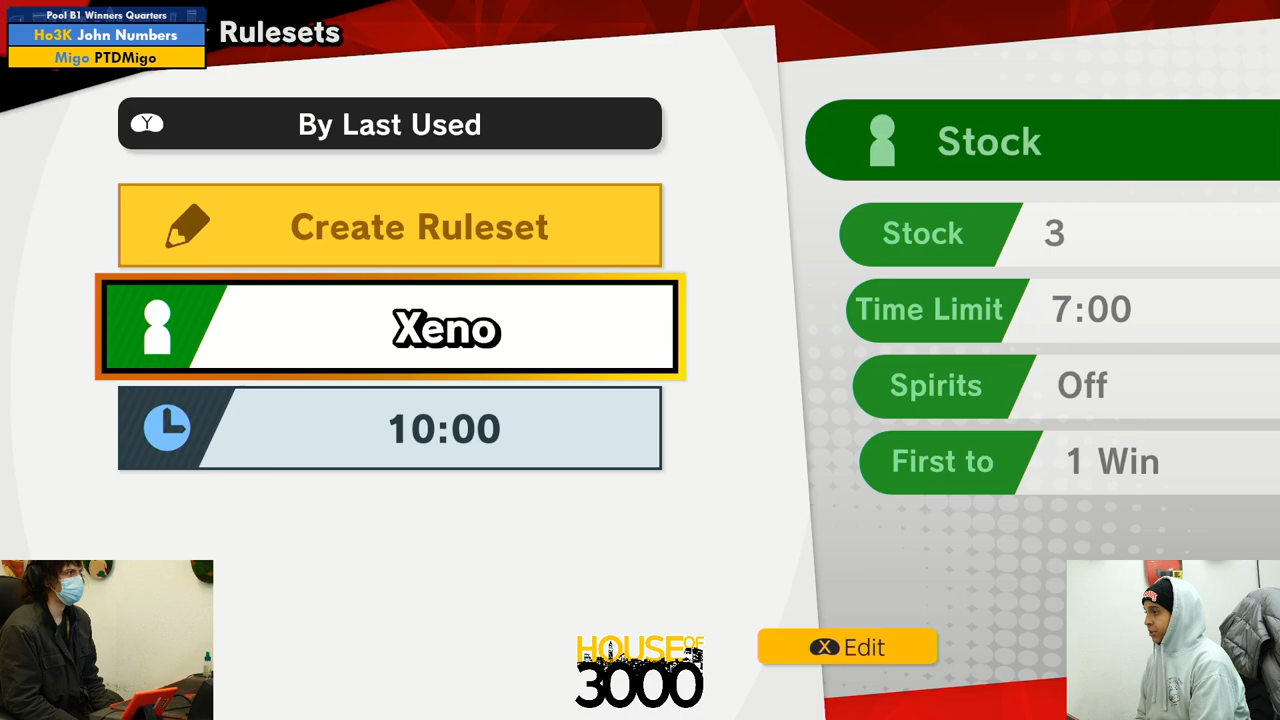 Pool B1 Winners Quarters
Ho3K John Numbers
Migo PTDMigo
Rulesets
Y By Last Used
Create Ruleset
Xeno
10:00
Stock
Stock 3
Time Limit 7:00
Spirits Off
First to 1 Win
X Edit
HOUSE OF
3000